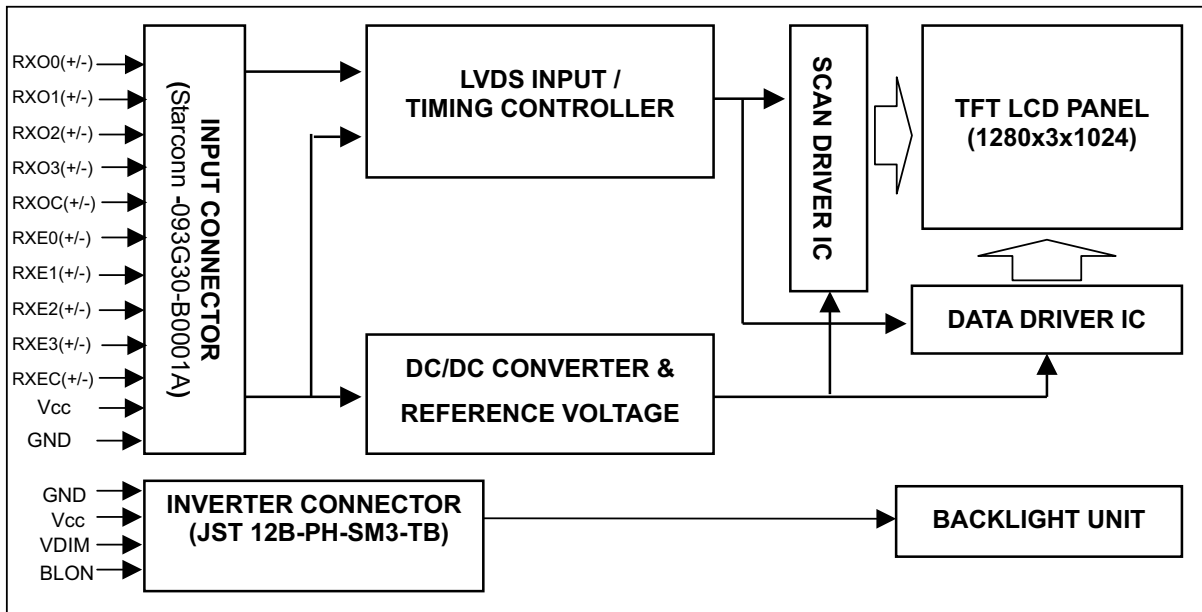 RXO0(+/-)
RXO1(+/-)
RXO2(+/-)
RXO3(+/-)
RXOC(+/-)
RXE0(+/-)
RXE1(+/-)
RXE2(+/-)
RXE3(+/-)
RXEC(+/-)
Vcc
GND
INPUT CONNECTOR
(Starconn -093G30-B0001A)
LVDS INPUT /
TIMING CONTROLLER
SCAN DRIVER IC
TFT LCD PANEL
(1280x3x1024)
DATA DRIVER IC
DC/DC CONVERTER &
REFERENCE VOLTAGE
GND
Vcc
VDIM
BLON
INVERTER CONNECTOR
(JST 12B-PH-SM3-TB)
BACKLIGHT UNIT